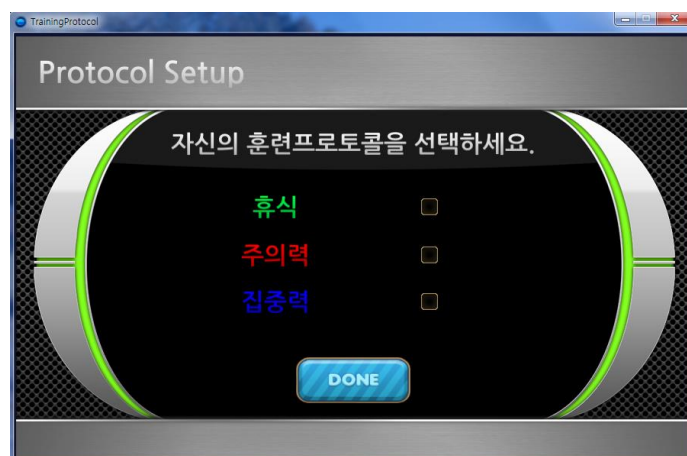 TrainingProtocol
Protocol Setup
자신의 훈련프로토콜을 선택하세요.
휴식
주의력
집중력
DONE